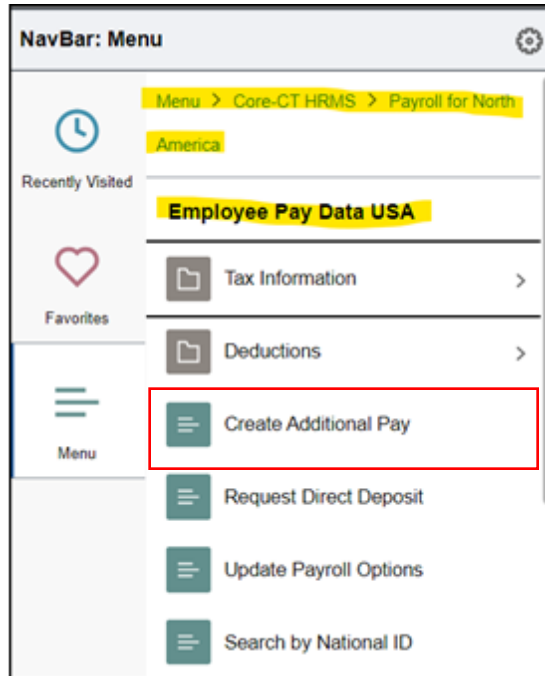 NavBar: Menu
Recently Visited
Favorites
Menu
Menu > Core-CT HRMS > Payroll for North
America
Employee Pay Data USA
Tax Information
Deductions
Create Additional Pay
Request Direct Deposit
Update Payroll Options
Search by National ID